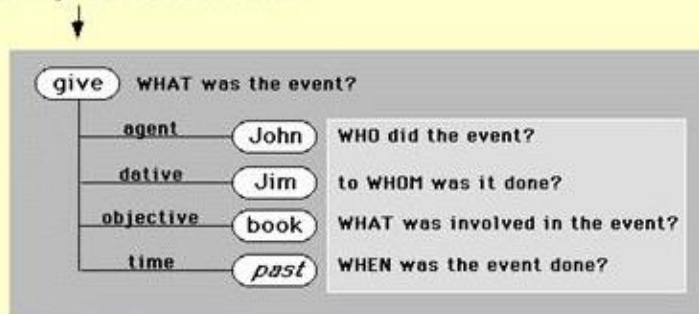 give WHAT was the event?
agent John WHO did the event?
dative Jim to WHOM was it done?
objective book WHAT was involved in the event?
time past WHEN was the event done?